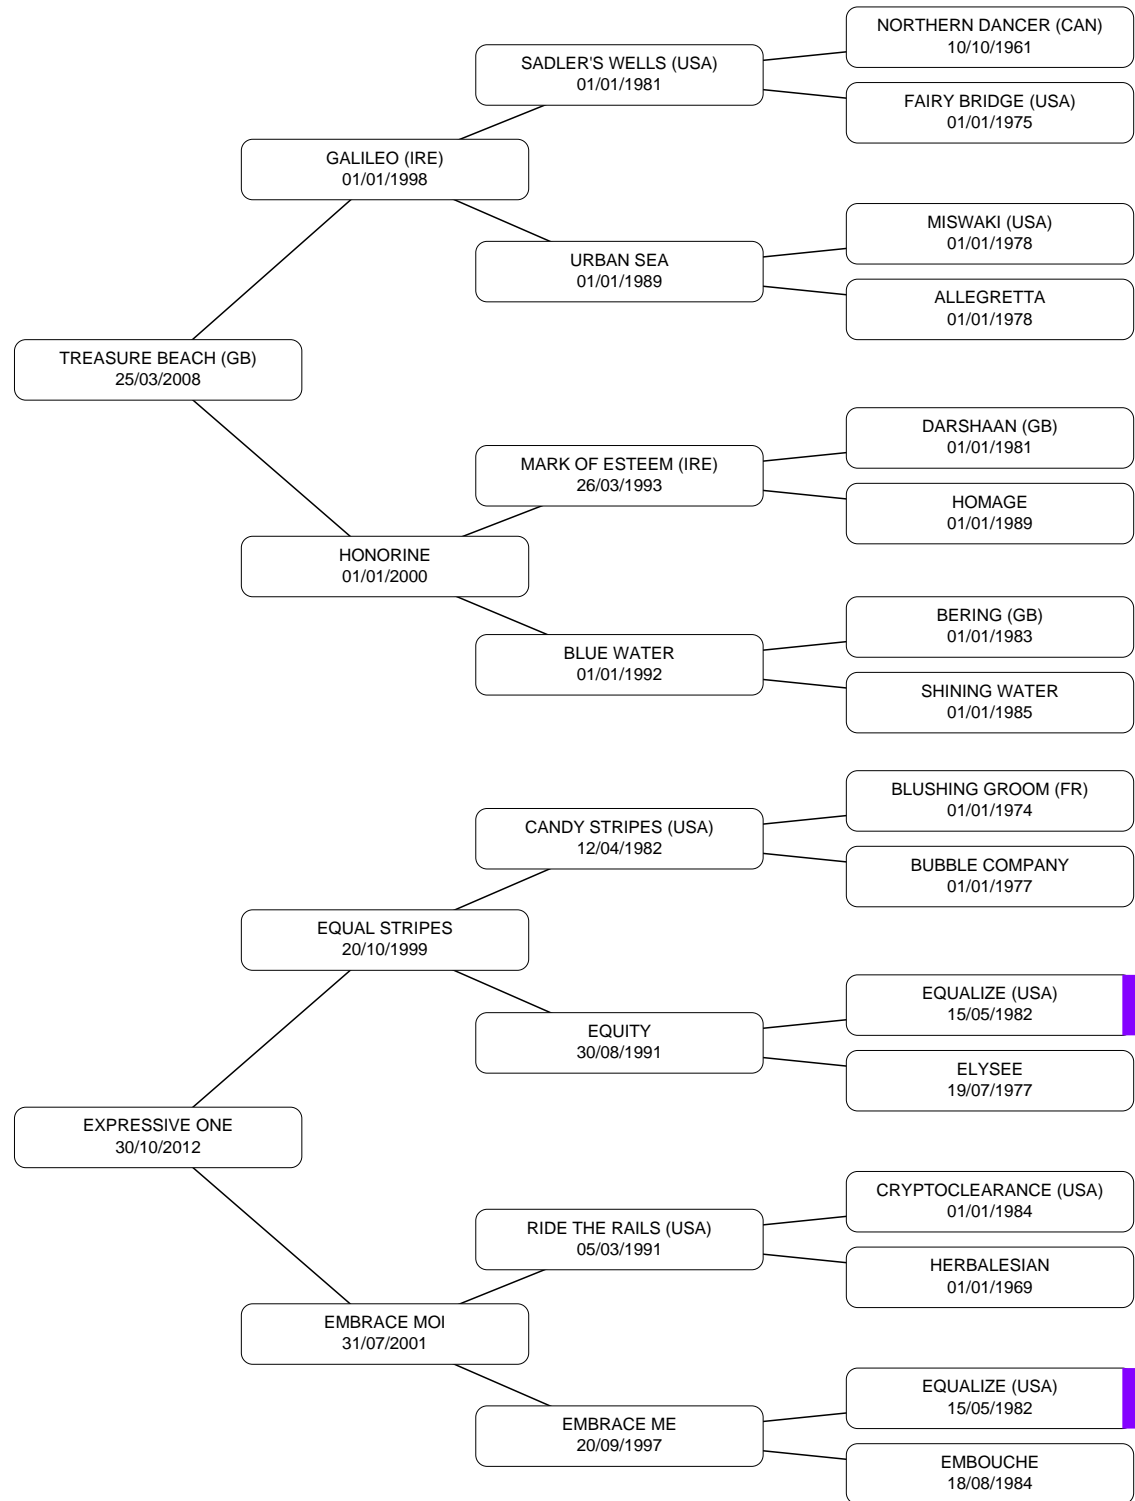 NORTHERN DANCER (CAN)
10/10/1961
SADLER'S WELLS (USA)
01/01/1981
FAIRY BRIDGE (USA)
01/01/1975
GALILEO (IRE)
01/01/1998
MISWAKI (USA)
01/01/1978
URBAN SEA
01/01/1989
ALLEGRETTA
01/01/1978
TREASURE BEACH (GB)
25/03/2008
DARSHAAN (GB)
01/01/1981
MARK OF ESTEEM (IRE)
26/03/1993
HOMAGE
01/01/1989
HONORINE
01/01/2000
BERING (GB)
01/01/1983
BLUE WATER
01/01/1992
SHINING WATER
01/01/1985
BLUSHING GROOM (FR)
01/01/1974
CANDY STRIPES (USA)
12/04/1982
BUBBLE COMPANY
01/01/1977
EQUAL STRIPES
20/10/1999
EQUALIZE (USA)
15/05/1982
EQUITY
30/08/1991
ELYSEE
19/07/1977
EXPRESSIVE ONE
30/10/2012
CRYPTOCLEARANCE (USA)
01/01/1984
RIDE THE RAILS (USA)
05/03/1991
HERBALESIAN
01/01/1969
EMBRACE MOI
31/07/2001
EQUALIZE (USA)
15/05/1982
EMBRACE ME
20/09/1997
EMBOUCHE
18/08/1984